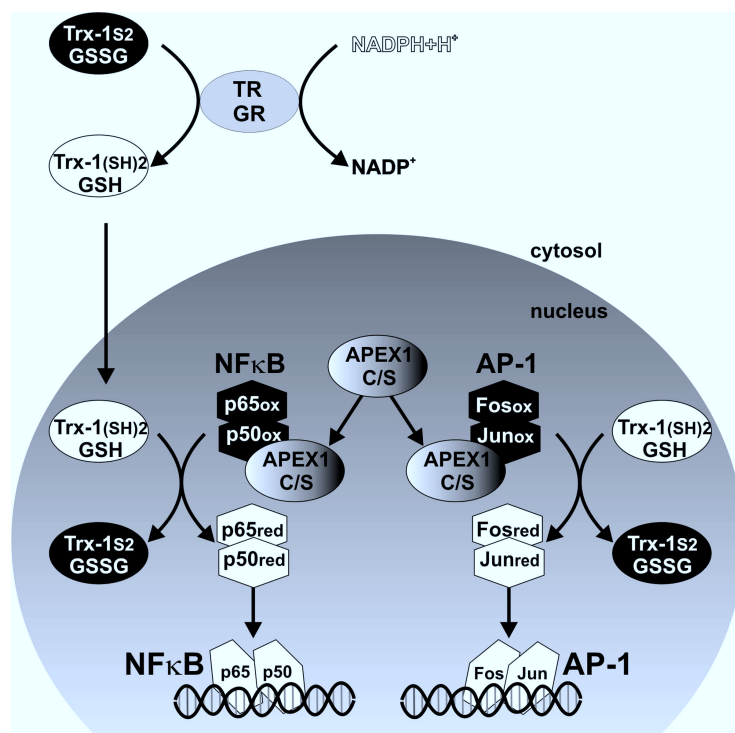 Trx-1S2
GSSG
NADPH+H+
TR
GR
Trx-1(SH)2
GSH
NADP+
cytosol
nucleus
NFκB
APEX1
C/S
AP-1
p65ox
p50ox
Fosox
Junox
Trx-1(SH)2
GSH
Trx-1(SH)2
GSH
APEX1
C/S
APEX1
C/S
p65red
p50red
Fosred
Junred
Trx-1S2
GSSG
Trx-1S2
GSSG
NFκB
p65
p50
Fos
Jun
AP-1